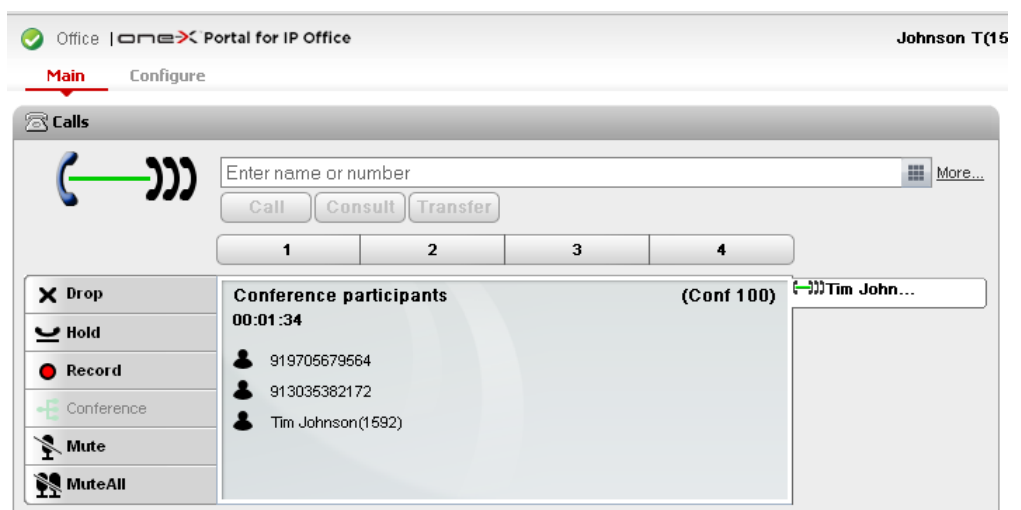 Office | one-X Portal for IP Office
Johnson T(15
Main Configure
Calls
Enter name or number
More...
Call Consult Transfer
1 2 3 4
Drop
Hold
Record
Conference
Mute
MuteAll
Conference participants (Conf 100)
00:01:34
919705679564
913035382172
Tim Johnson(1592)
Tim John...